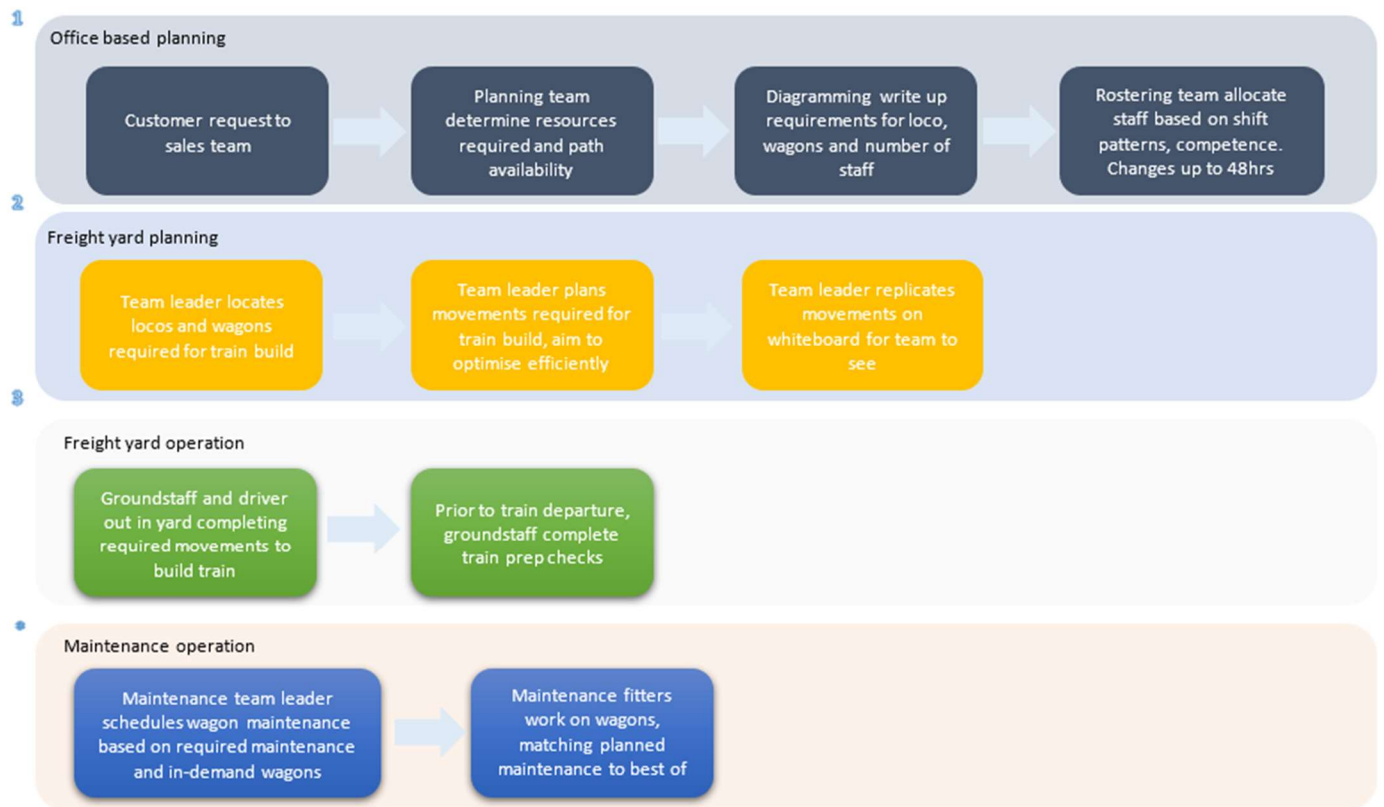 1
Office based planning
Customer request to
sales team
Planning team
determine resources
required and path
availability
Diagramming write up
requirements for loco,
wagons and number of
staff
Rostering team allocate
staff based on shift
patterns, competence.
Changes up to 48hrs
2
Freight yard planning
Team leader locates
locos and wagons
required for train build
Team leader plans
movements required for
train build, aim to
optimise efficiently
Team leader replicates
movements on
whiteboard for team to
see
3
Freight yard operation
Groundstaff and driver
out in yard completing
required movements to
build train
Prior to train departure,
groundstaff complete
train prep checks
*
Maintenance operation
Maintenance team leader
schedules wagon maintenance
based on required maintenance
and in-demand wagons
Maintenance fitters
work on wagons,
matching planned
maintenance to best of